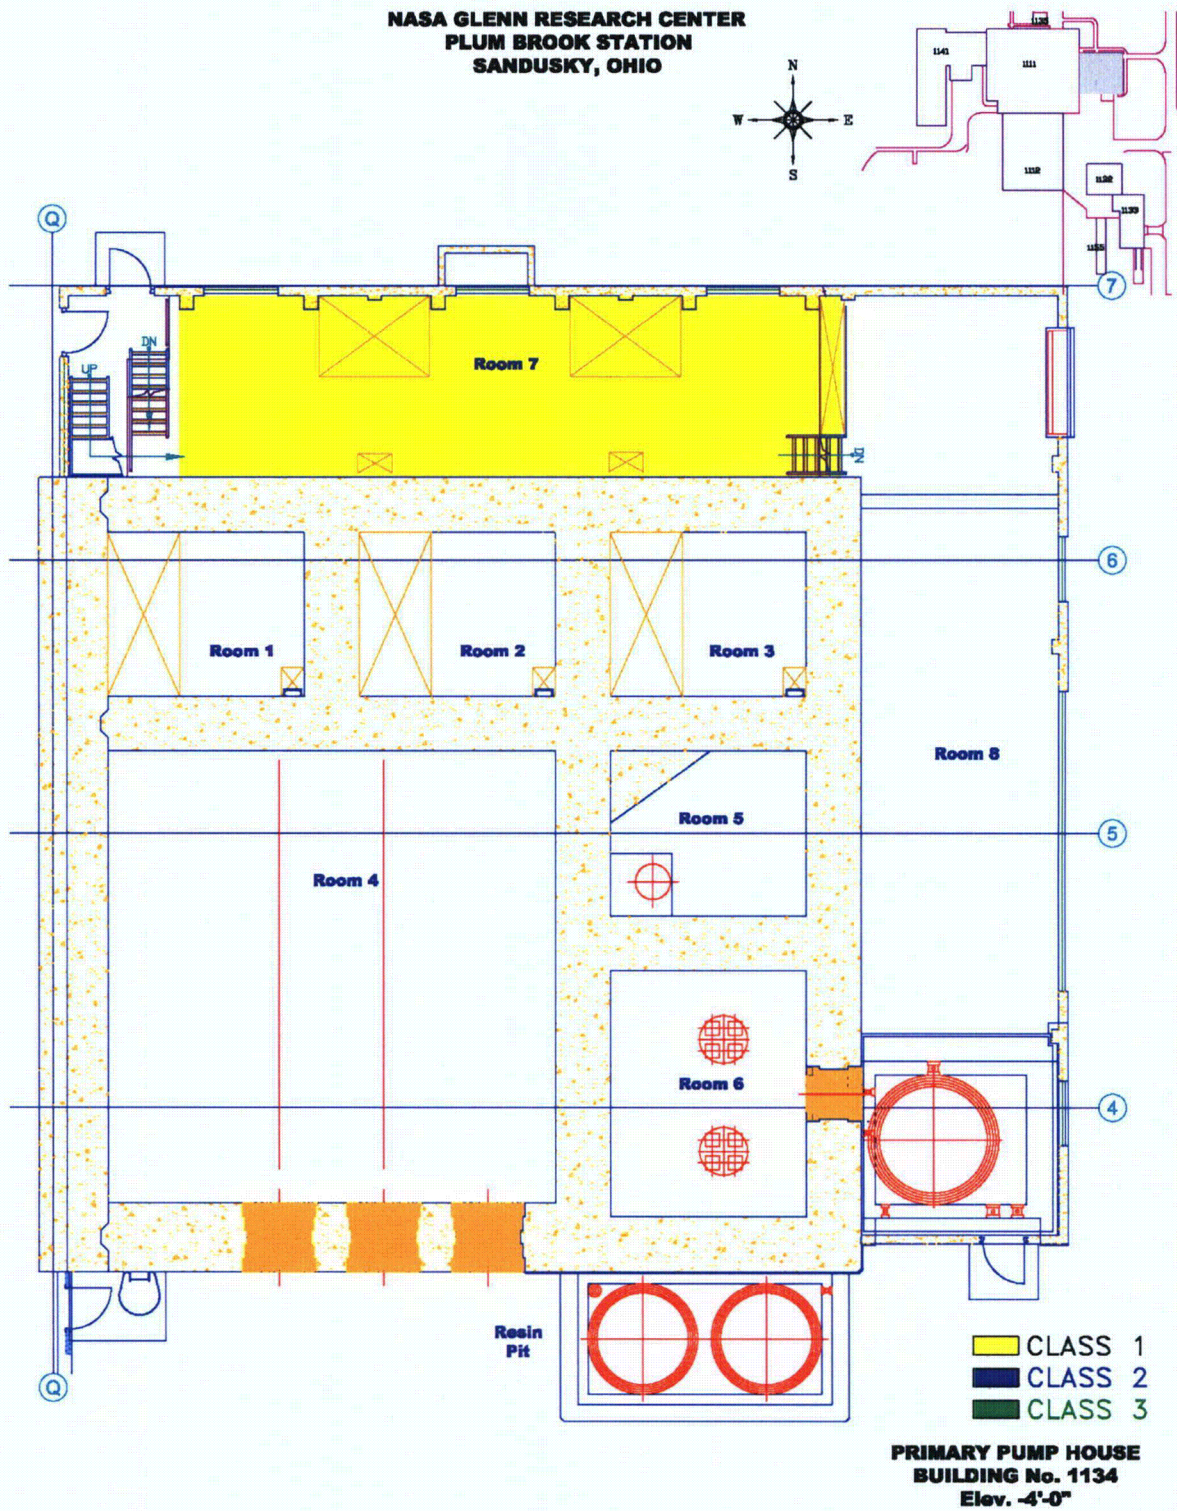 NASA GLENN RESEARCH CENTER
PLUM BROOK STATION
SANDUSKY, OHIO
N
W
E
S
1141
1111
1112
1132
1133
1155
Q
7
DN
UP
Room 7
DN
6
Room 1
Room 2
Room 3
Room 8
Room 5
5
Room 4
Room 6
4
Resin
Pit
Q
CLASS 1
CLASS 2
CLASS 3
PRIMARY PUMP HOUSE
BUILDING No. 1134
Elev. -4'-0"